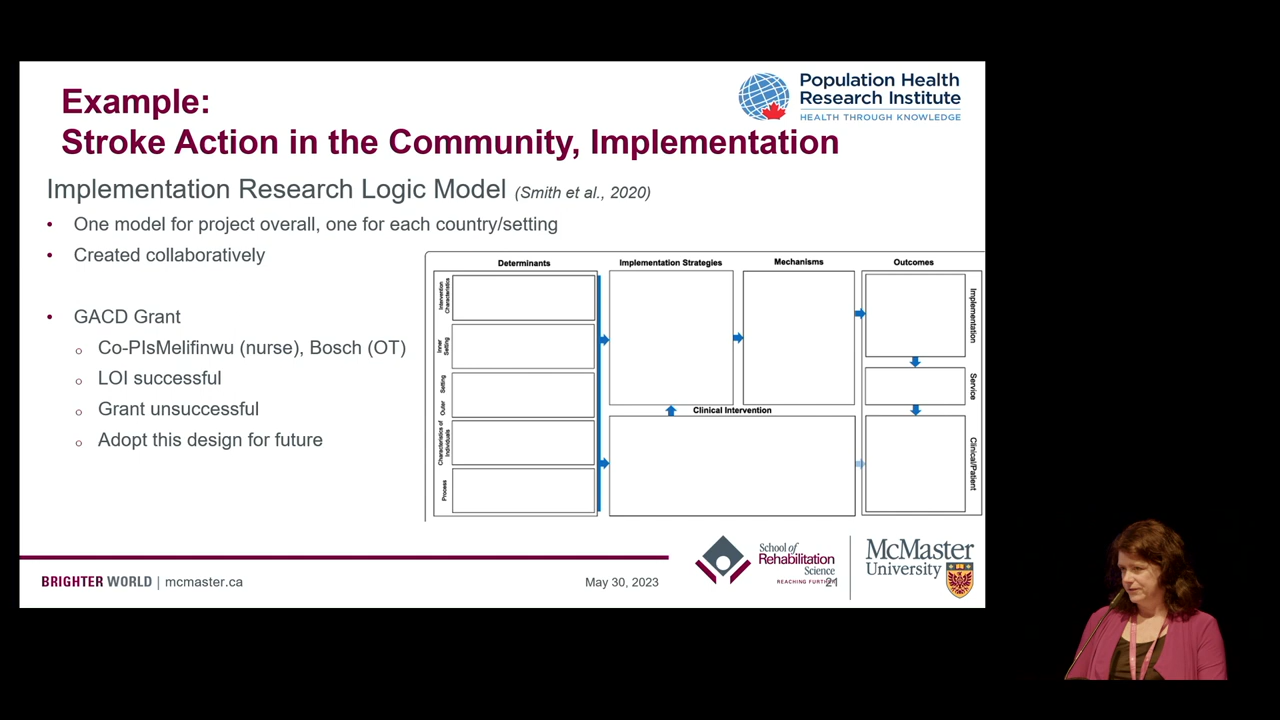 Example:
Stroke Action in the Community, Implementation
Population Health
Research Institute
HEALTH THROUGH KNOWLEDGE
Implementation Research Logic Model (Smith et al., 2020)
• One model for project overall, one for each country/setting
• Created collaboratively
• GACD Grant
o Co-PIsMelifinwu (nurse), Bosch (OT)
o LOI successful
o Grant unsuccessful
o Adopt this design for future
Determinants
Implementation Strategies
Mechanisms
Outcomes
Intervention
Characteristics
Inner
Setting
Outer Setting
Characteristics of
Individuals
Process
Clinical Intervention
Implementation
Service
Clinical/Patient
BRIGHTER WORLD | mcmaster.ca
May 30, 2023
School of
Rehabilitation
Science
REACHING FURTHER
21
McMaster
University